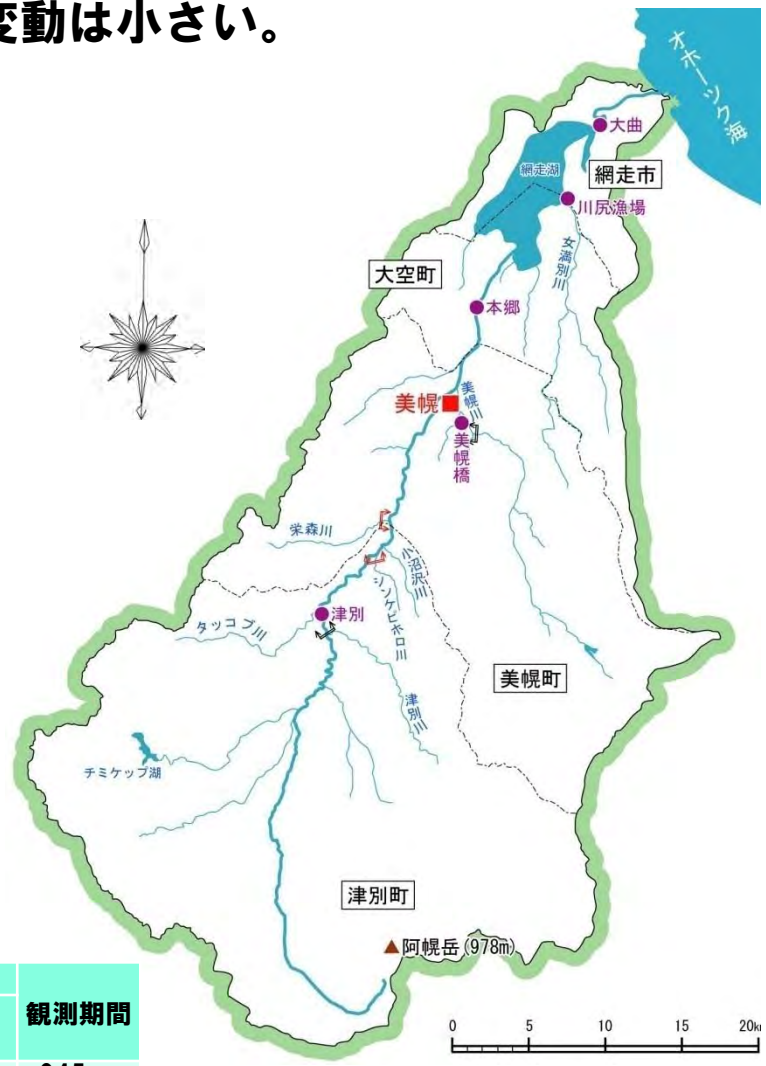 変動は小さい。
オホーツク海
大曲
網走湖
網走市
川尻漁場
女満別川
大空町
本郷
美幌
美幌川
美幌橋
栄森川
小沼沢川
シンケピホロ川
津別
タッコブ川
津別川
美幌町
チミケップ湖
津別町
阿幌岳(978m)
観測期間
0 5 10 15 20km